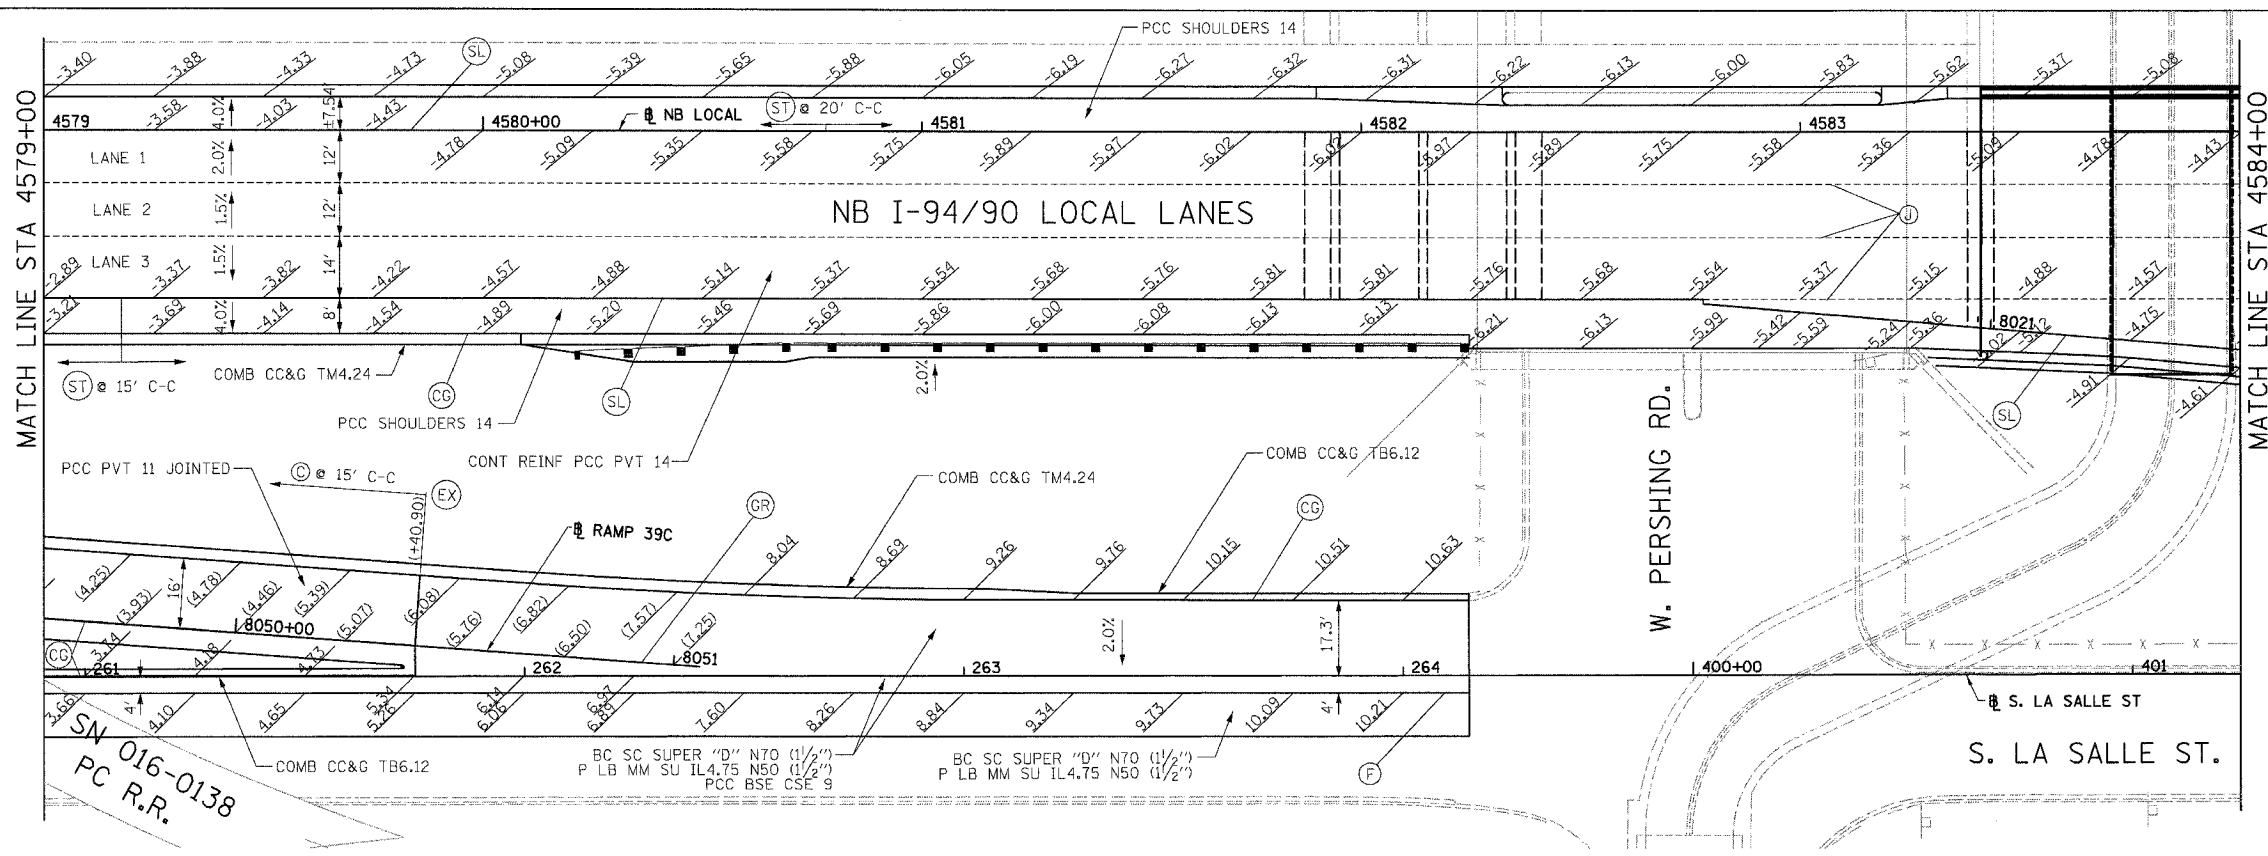 PCC SHOULDERS 14
-3.40 -3.88 -4.33 -4.73 SL -5.08 -5.39 -5.65 -5.88 -6.05 -6.19 -6.27 -6.32 -6.31 -6.22 -6.13 -6.00 -5.83 -5.62 -5.37 -5.08
MATCH LINE STA 4579+00
4579 -3.58 4.0% -4.03 ±7.54' -4.43 4580+00 ℄ NB LOCAL ST @ 20' C-C 4581 4582 4583
-4.78 -5.09 -5.35 -5.58 -5.75 -5.89 -5.97 -6.02 -6.02 -5.97 -5.89 -5.75 -5.58 -5.36 -5.09 -4.78 -4.43
LANE 1 2.0% 12'
LANE 2 1.5% 12'
NB I-94/90 LOCAL LANES
J
LANE 3 1.5% 14'
-2.89 -3.37 -3.82 -4.22 -4.57 -4.88 -5.14 -5.37 -5.54 -5.68 -5.76 -5.81 -5.81 -5.76 -5.68 -5.54 -5.37 -5.15 -4.88 -4.57
-3.21 -3.69 4.0% -4.14 8' -4.54 -4.89 -5.20 -5.46 -5.69 -5.86 -6.00 -6.08 -6.13 -6.13 -6.21 -6.13 -5.99 -5.42 -5.59 -5.24 -5.36 8021 -5.12 -4.75
-4.91 -4.61
MATCH LINE STA 4584+00
ST @ 15' C-C
COMB CC&G TM4.24
CG
SL
2.0%
SL
PCC SHOULDERS 14
CONT REINF PCC PVT 14
PCC PVT 11 JOINTED
C @ 15' C-C
EX
(+40.90)
GR
COMB CC&G TM4.24
COMB CC&G TB6.12
CG
W. PERSHING RD.
℄ RAMP 39C
8.04 8.69 9.26 9.76 10.15 10.51 10.63
(4.25) (3.93) 16' (4.78) (4.46) (5.39) (5.07) (6.08) (5.76) (6.82) (6.50) (7.57) (7.25)
8050+00
8051
2.0%
17.3'
CG 3.74 4.18 4.73
261 262 263 264 400+00 401
3.66 4' 4.10 4.65 5.34 5.26 6.14 6.06 6.97 6.89 7.60 8.26 8.84 9.34 9.73 10.09 10.21 4'
℄ S. LA SALLE ST
S. LA SALLE ST.
SN 016-0138
PC R.R.
COMB CC&G TB6.12
BC SC SUPER "D" N70 (1½")
P LB MM SU IL4.75 N50 (1½")
PCC BSE CSE 9
BC SC SUPER "D" N70 (1½")
P LB MM SU IL4.75 N50 (1½")
F